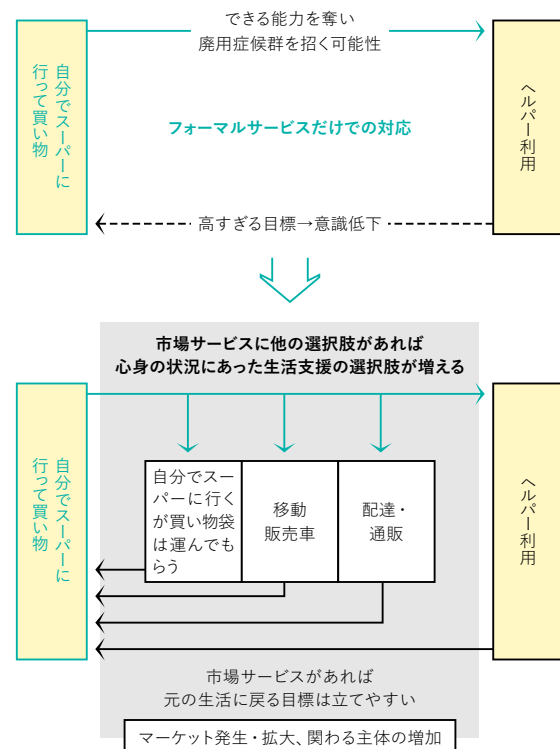 できる能力を奪い
廃用症候群を招く可能性
自分でスーパーに
行って買い物
フォーマルサービスだけでの対応
ヘルパー利用
高すぎる目標→意識低下
市場サービスに他の選択肢があれば
心身の状況にあった生活支援の選択肢が増える
自分でスーパーに
行って買い物
自分でスー
パーに行く
が買い物袋
は運んでも
らう
移動
販売車
配達・
通販
ヘルパー利用
市場サービスがあれば
元の生活に戻る目標は立てやすい
マーケット発生・拡大、関わる主体の増加